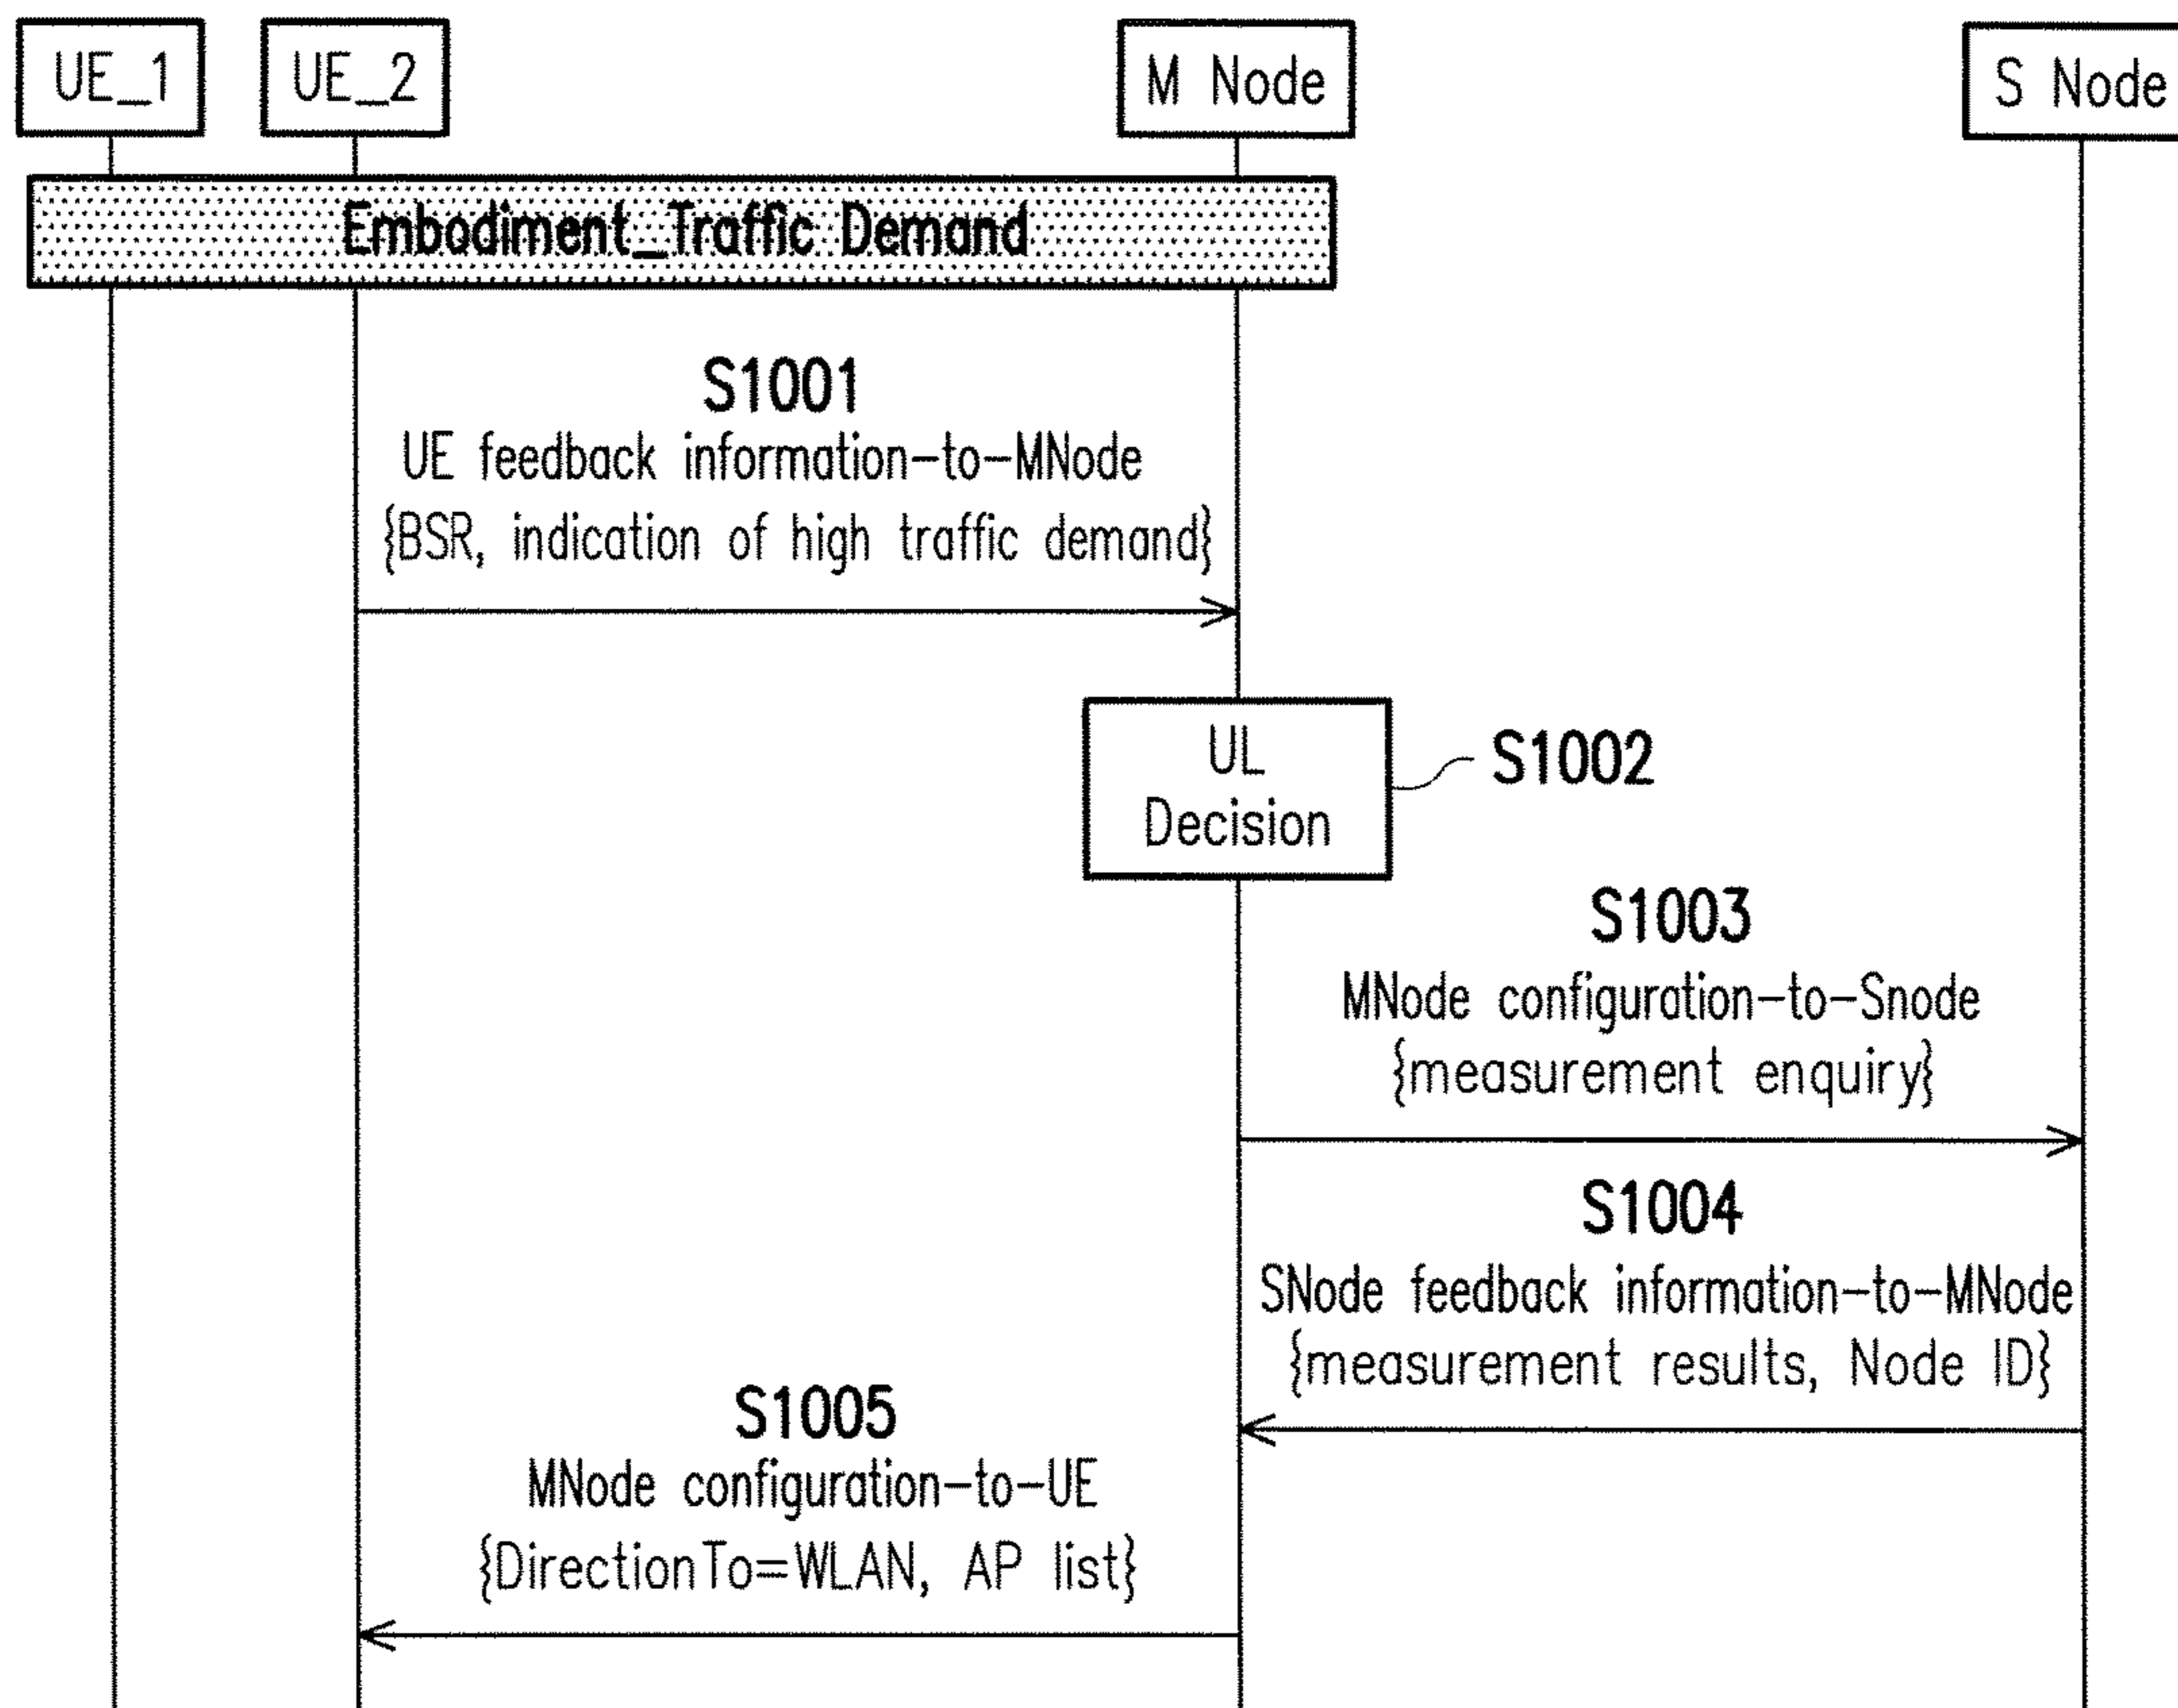 UE_1
UE_2
M Node
S Node
Embodiment_Traffic Demand
S1001
UE feedback information-to-MNode
{BSR, indication of high traffic demand}
UL
Decision
S1002
S1003
MNode configuration-to-Snode
{measurement enquiry}
S1004
SNode feedback information-to-MNode
{measurement results, Node ID}
S1005
MNode configuration-to-UE
{DirectionTo=WLAN, AP list}